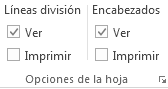 Líneas división
Encabezados
Ver
Ver
Imprimir
Imprimir
Opciones de la hoja